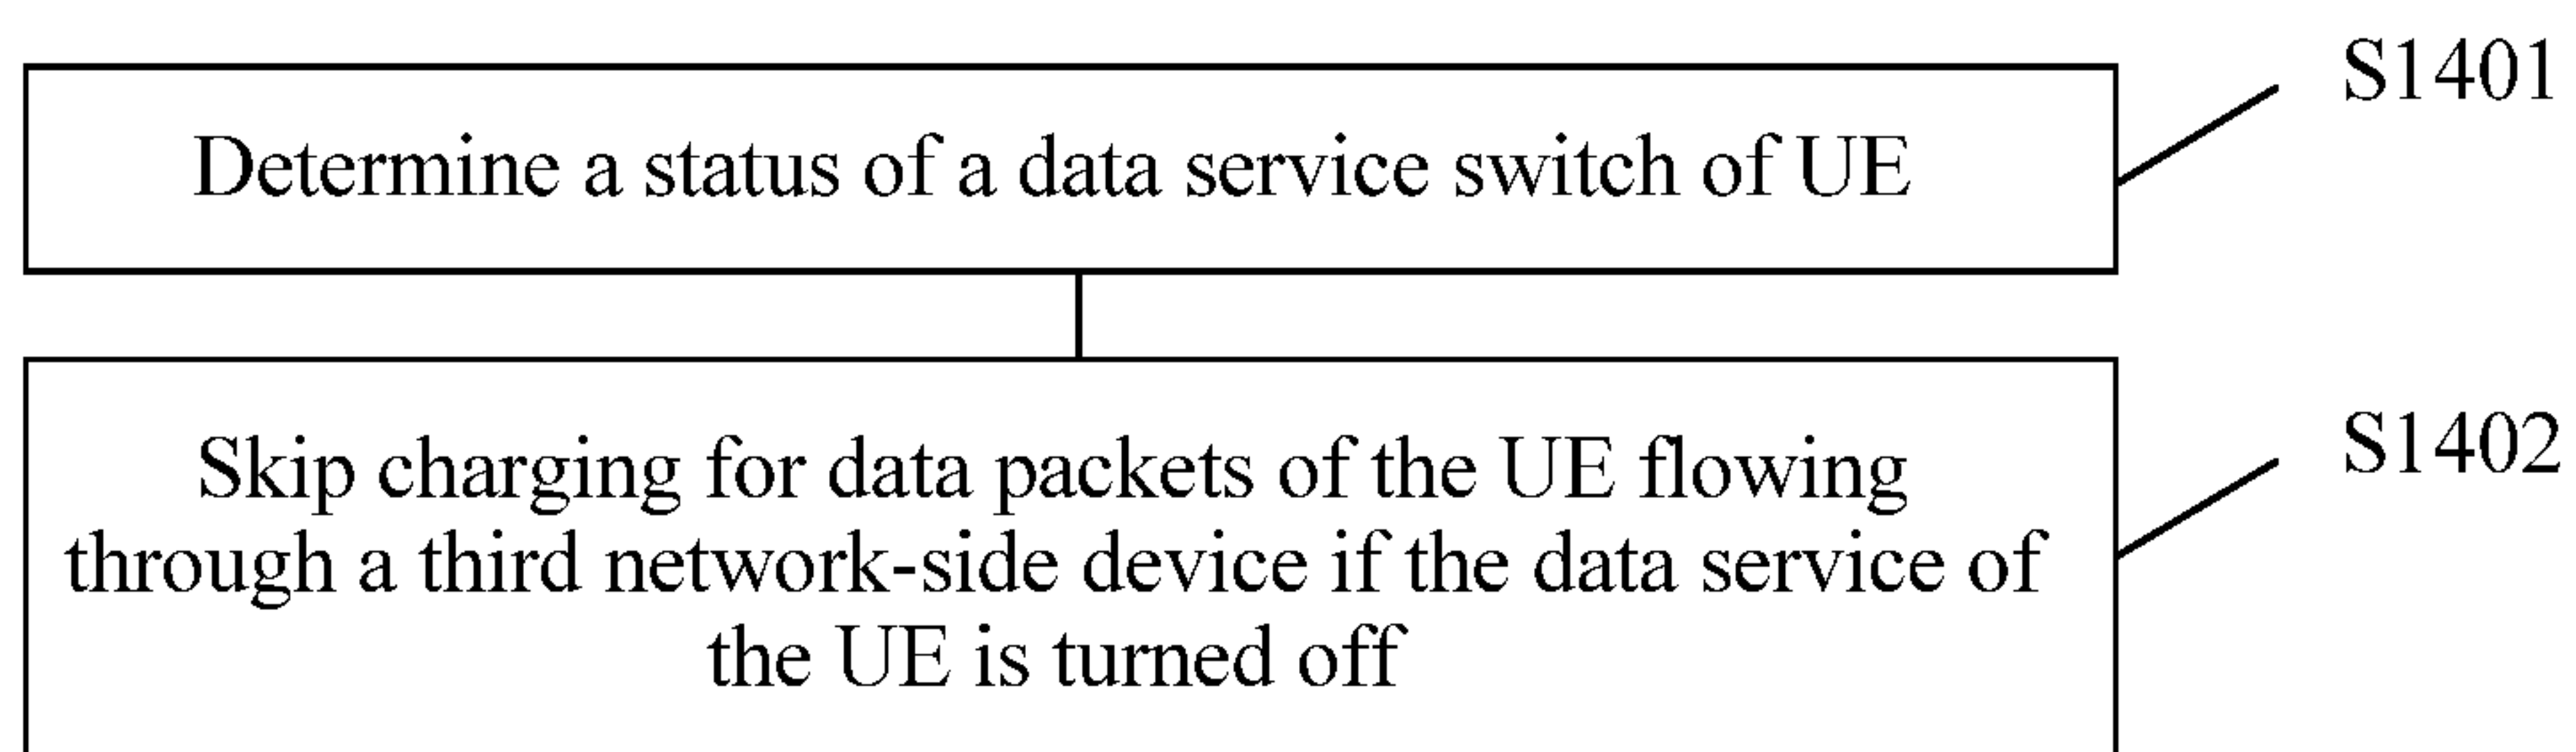 S1401
Determine a status of a data service switch of UE
S1402
Skip charging for data packets of the UE flowing
through a third network-side device if the data service of
the UE is turned off